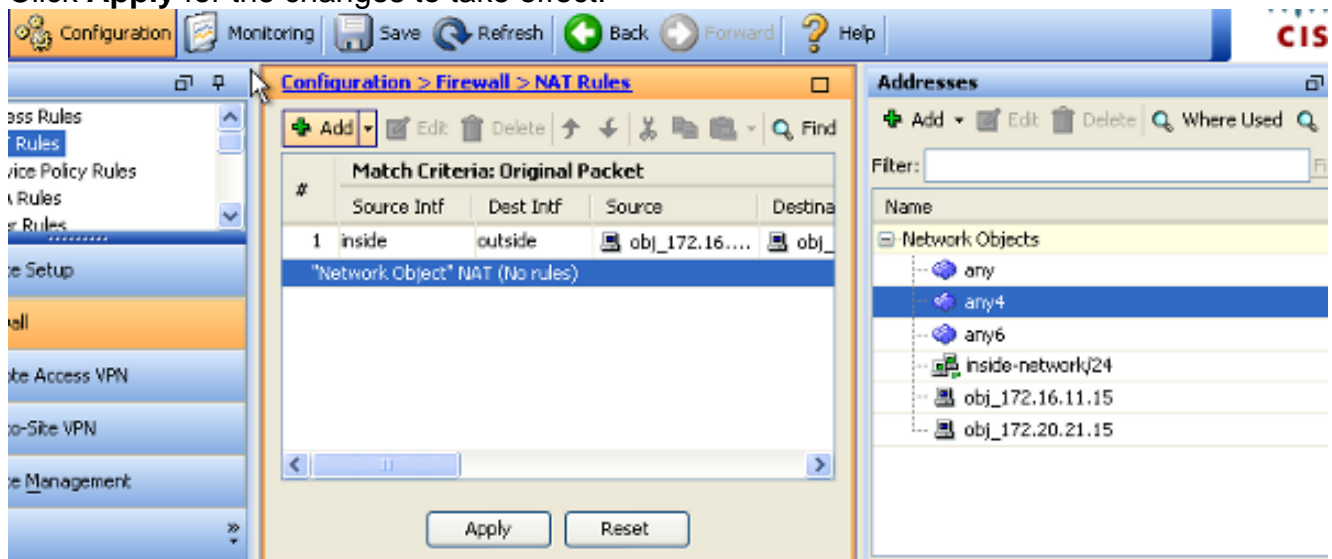 Click Apply for the changes to take effect.
Configuration Monitoring Save Refresh Back Forward Help
CIS
Configuration > Firewall > NAT Rules
Addresses
ess Rules
Rules
vice Policy Rules
Rules
Rules
e Setup
all
ote Access VPN
to-Site VPN
e Management
Add Edit Delete Find
# Match Criteria: Original Packet
Source Intf Dest Intf Source Destina
1 inside outside obj_172.16.... obj_
"Network Object" NAT (No rules)
Apply Reset
Add Edit Delete Where Used
Filter:
Name
Network Objects
any
any4
any6
inside-network/24
obj_172.16.11.15
obj_172.20.21.15